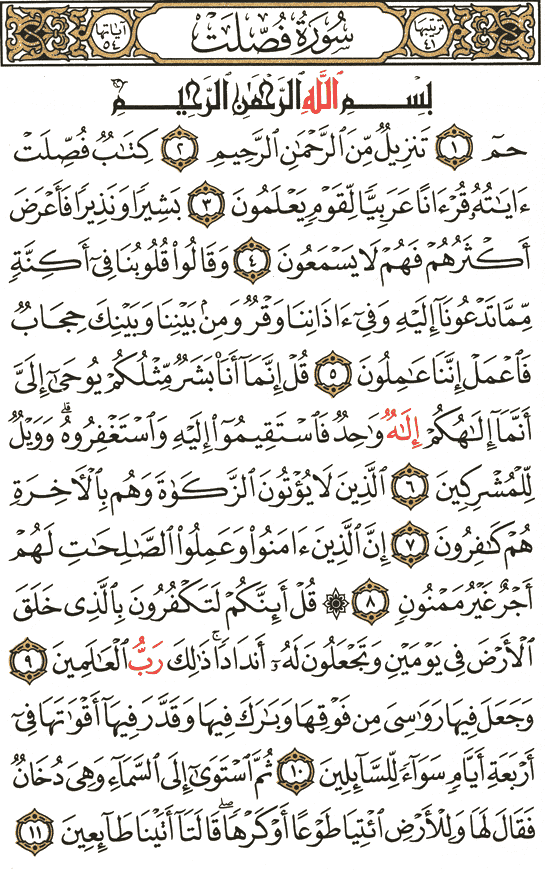 ترتيبها ٤١ سُورَةُ فُصِّلَتْ آياتها ٥٤
بِسْمِ ٱللَّهِ ٱلرَّحْمَٰنِ ٱلرَّحِيمِ
حمٓ ١ تَنزِيلٌ مِّنَ ٱلرَّحْمَٰنِ ٱلرَّحِيمِ ٢ كِتَٰبٌ فُصِّلَتْ
ءَايَٰتُهُۥ قُرْءَانًا عَرَبِيًّا لِّقَوْمٍ يَعْلَمُونَ ٣ بَشِيرًا وَنَذِيرًا فَأَعْرَضَ
أَكْثَرُهُمْ فَهُمْ لَا يَسْمَعُونَ ٤ وَقَالُوا۟ قُلُوبُنَا فِىٓ أَكِنَّةٍ
مِّمَّا تَدْعُونَآ إِلَيْهِ وَفِىٓ ءَاذَانِنَا وَقْرٌ وَمِنۢ بَيْنِنَا وَبَيْنِكَ حِجَابٌ
فَٱعْمَلْ إِنَّنَا عَٰمِلُونَ ٥ قُلْ إِنَّمَآ أَنَا۠ بَشَرٌ مِّثْلُكُمْ يُوحَىٰٓ إِلَىَّ
أَنَّمَآ إِلَٰهُكُمْ إِلَٰهٌ وَٰحِدٌ فَٱسْتَقِيمُوٓا۟ إِلَيْهِ وَٱسْتَغْفِرُوهُ ۗ وَوَيْلٌ
لِّلْمُشْرِكِينَ ٦ ٱلَّذِينَ لَا يُؤْتُونَ ٱلزَّكَوٰةَ وَهُم بِٱلْءَاخِرَةِ
هُمْ كَٰفِرُونَ ٧ إِنَّ ٱلَّذِينَ ءَامَنُوا۟ وَعَمِلُوا۟ ٱلصَّٰلِحَٰتِ لَهُمْ
أَجْرٌ غَيْرُ مَمْنُونٍ ٨ ۞ قُلْ أَئِنَّكُمْ لَتَكْفُرُونَ بِٱلَّذِى خَلَقَ
ٱلْأَرْضَ فِى يَوْمَيْنِ وَتَجْعَلُونَ لَهُۥٓ أَندَادًا ۚ ذَٰلِكَ رَبُّ ٱلْعَٰلَمِينَ ٩
وَجَعَلَ فِيهَا رَوَٰسِىَ مِن فَوْقِهَا وَبَٰرَكَ فِيهَا وَقَدَّرَ فِيهَآ أَقْوَٰتَهَا فِىٓ
أَرْبَعَةِ أَيَّامٍ سَوَآءً لِّلسَّآئِلِينَ ١٠ ثُمَّ ٱسْتَوَىٰٓ إِلَى ٱلسَّمَآءِ وَهِىَ دُخَانٌ
فَقَالَ لَهَا وَلِلْأَرْضِ ٱئْتِيَا طَوْعًا أَوْ كَرْهًا ۖ قَالَتَآ أَتَيْنَا طَآئِعِينَ ١١